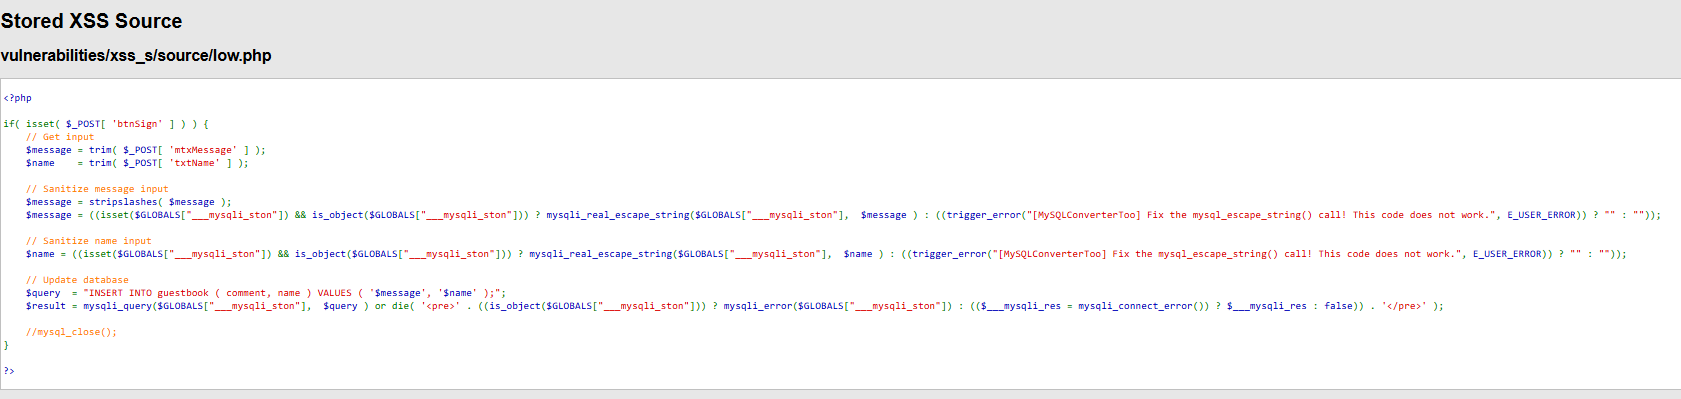 Stored XSS Source
vulnerabilities/xss_s/source/low.php
<?php
if( isset( $_POST[ 'btnSign' ] ) ) {
// Get input
$message = trim( $_POST[ 'mtxMessage' ] );
$name    = trim( $_POST[ 'txtName' ] );
// Sanitize message input
$message = stripslashes( $message );
$message = ((isset($GLOBALS["___mysqli_ston"]) && is_object($GLOBALS["___mysqli_ston"])) ? mysqli_real_escape_string($GLOBALS["___mysqli_ston"],  $message ) : ((trigger_error("[MySQLConverterToo] Fix the mysql_escape_string() call! This code does not work.", E_USER_ERROR)) ? "" : ""));
// Sanitize name input
$name = ((isset($GLOBALS["___mysqli_ston"]) && is_object($GLOBALS["___mysqli_ston"])) ? mysqli_real_escape_string($GLOBALS["___mysqli_ston"],  $name ) : ((trigger_error("[MySQLConverterToo] Fix the mysql_escape_string() call! This code does not work.", E_USER_ERROR)) ? "" : ""));
// Update database
$query  = "INSERT INTO guestbook ( comment, name ) VALUES ( '$message', '$name' );";
$result = mysqli_query($GLOBALS["___mysqli_ston"],  $query ) or die( '<pre>' . ((is_object($GLOBALS["___mysqli_ston"])) ? mysqli_error($GLOBALS["___mysqli_ston"]) : (($___mysqli_res = mysqli_connect_error()) ? $___mysqli_res : false)) . '</pre>' );
//mysql_close();
}
?>